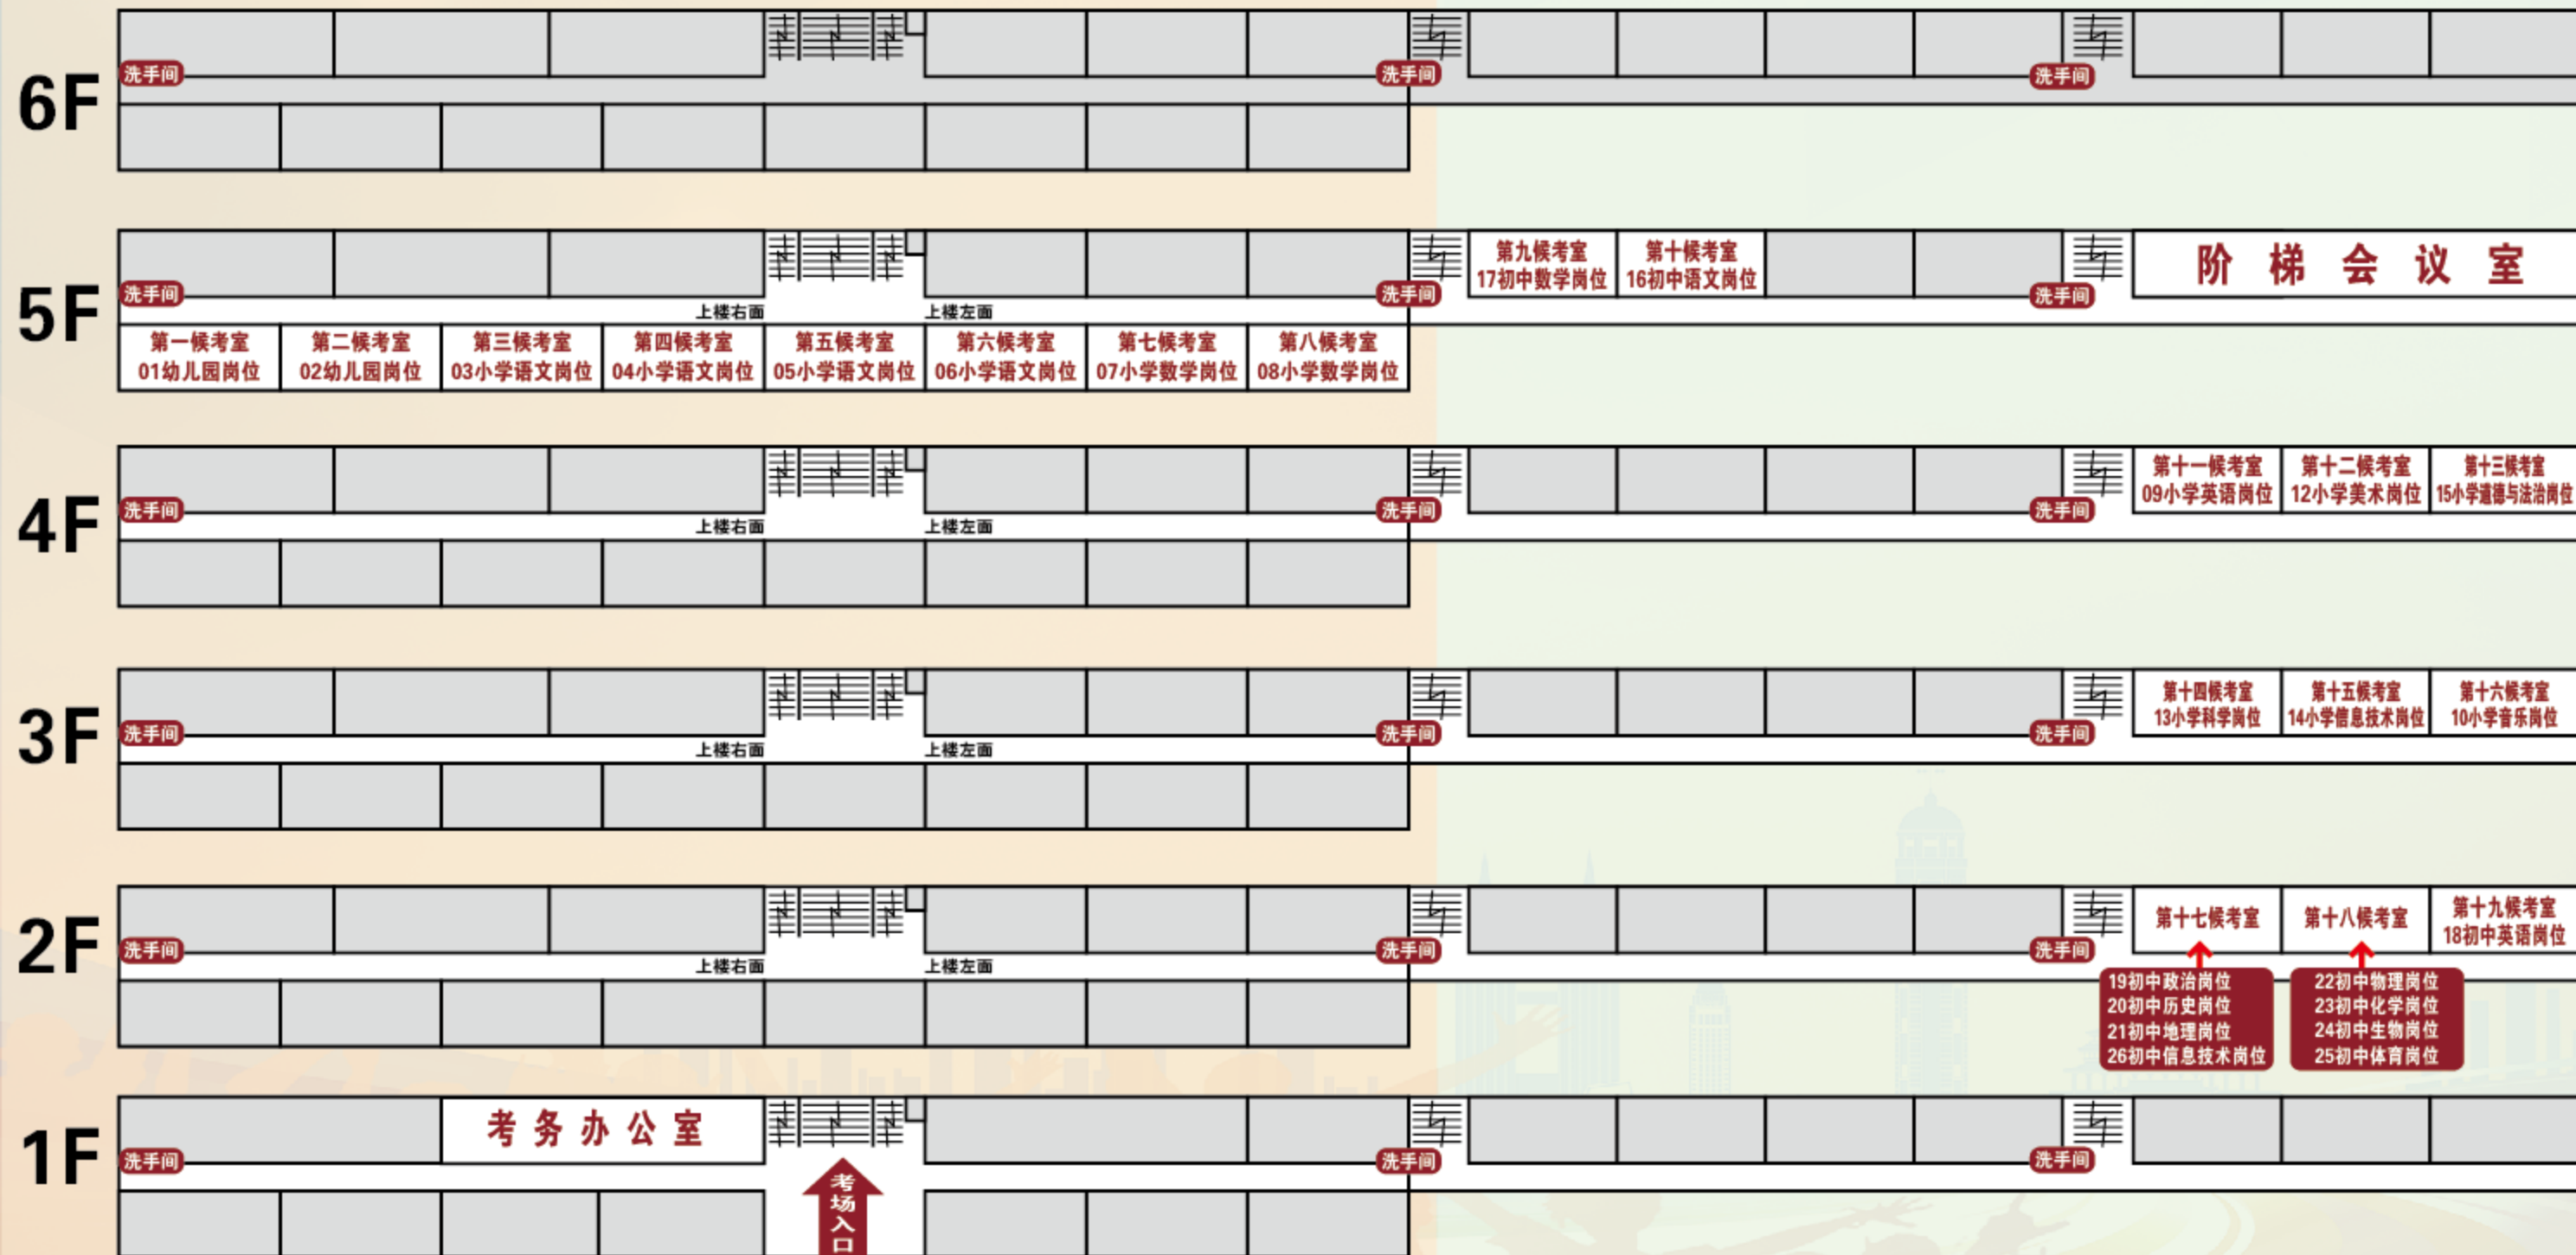 6F
洗手间
洗手间
洗手间
5F
洗手间
洗手间
第九候考室
17初中数学岗位
第十候考室
16初中语文岗位
洗手间
阶梯会议室
上楼右面
上楼左面
第一候考室
01幼儿园岗位
第二候考室
02幼儿园岗位
第三候考室
03小学语文岗位
第四候考室
04小学语文岗位
第五候考室
05小学语文岗位
第六候考室
06小学语文岗位
第七候考室
07小学数学岗位
第八候考室
08小学数学岗位
4F
洗手间
洗手间
洗手间
第十一候考室
09小学英语岗位
第十二候考室
12小学美术岗位
第十三候考室
15小学道德与法治岗位
上楼右面
上楼左面
3F
洗手间
洗手间
洗手间
第十四候考室
13小学科学岗位
第十五候考室
14小学信息技术岗位
第十六候考室
10小学音乐岗位
上楼右面
上楼左面
2F
洗手间
洗手间
洗手间
第十七候考室
第十八候考室
第十九候考室
18初中英语岗位
上楼右面
上楼左面
19初中政治岗位
20初中历史岗位
21初中地理岗位
26初中信息技术岗位
22初中物理岗位
23初中化学岗位
24初中生物岗位
25初中体育岗位
1F
洗手间
考务办公室
洗手间
洗手间
考场入口